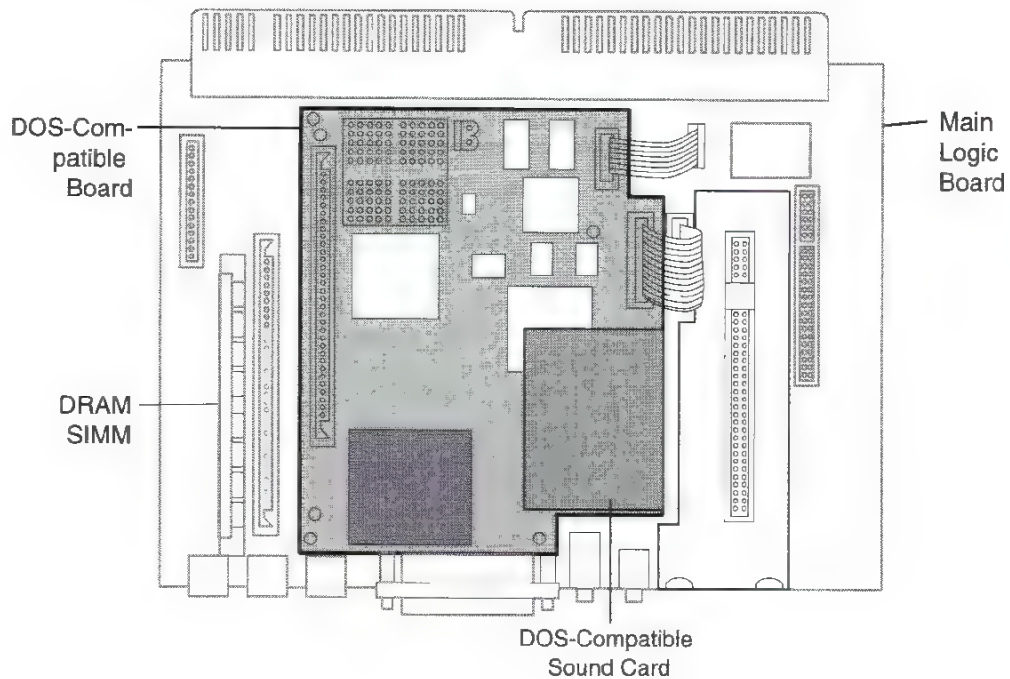 DOS-Com-
patible
Board
Main
Logic
Board
DRAM
SIMM
DOS-Compatible
Sound Card